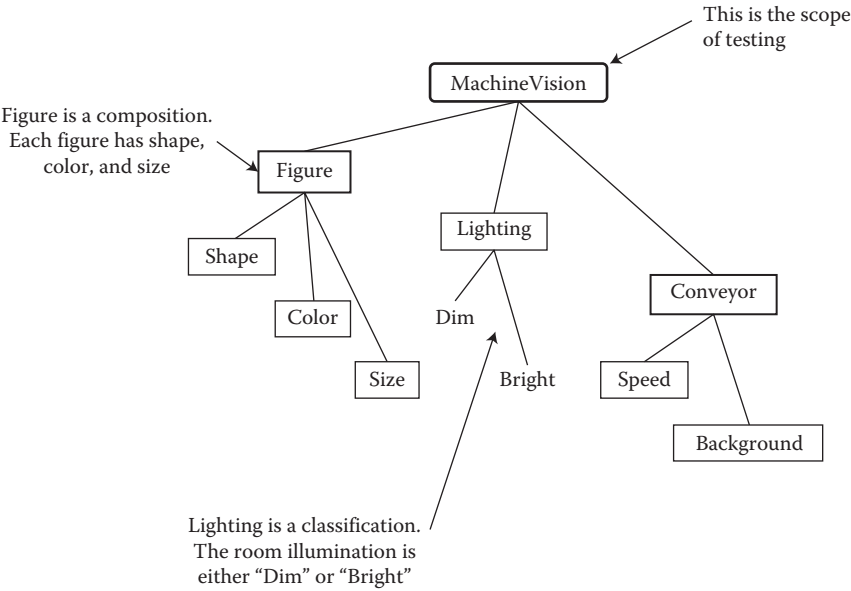 This is the scope
of testing
MachineVision
Figure is a composition.
Each figure has shape,
color, and size
Figure
Lighting
Shape
Conveyor
Color
Dim
Size
Bright
Speed
Background
Lighting is a classification.
The room illumination is
either “Dim” or “Bright”